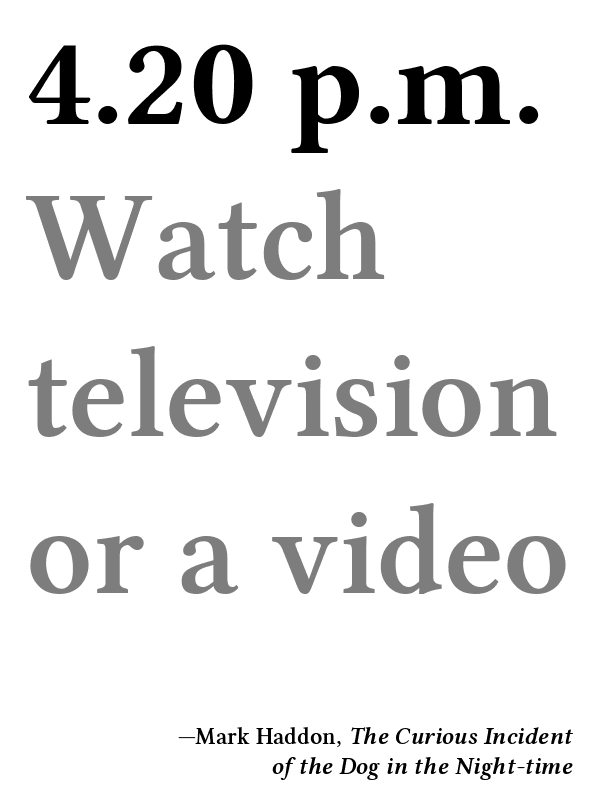 4.20 p.m.
Watch
television
or a video
—Mark Haddon, The Curious Incident
of the Dog in the Night-time